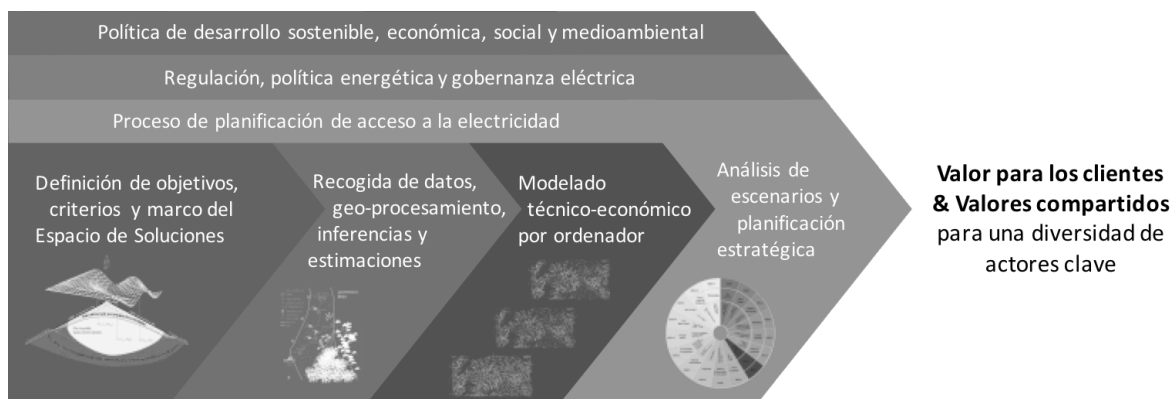 Política de desarrollo sostenible, económica, social y medioambiental
Regulación, política energética y gobernanza eléctrica
Proceso de planificación de acceso a la electricidad
Definición de objetivos,
criterios y marco del
Espacio de Soluciones
Recogida de datos,
geo-procesamiento,
inferencias y
estimaciones
Modelado
técnico-económico
por ordenador
Análisis de
escenarios y
planificación
estratégica
Valor para los clientes
& Valores compartidos
para una diversidad de
actores clave